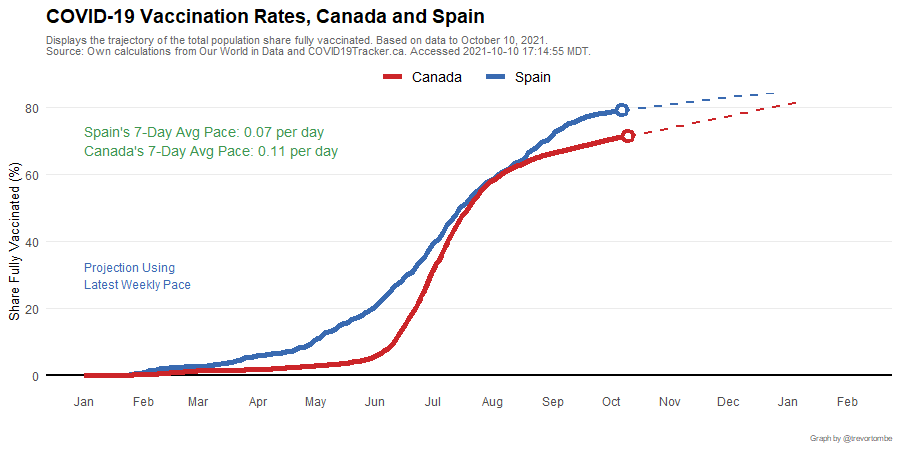 COVID-19 Vaccination Rates, Canada and Spain
Displays the trajectory of the total population share fully vaccinated. Based on data to October 10, 2021.
Source: Own calculations from Our World in Data and COVID19Tracker.ca. Accessed 2021-10-10 17:14:55 MDT.
Canada Spain
Share Fully Vaccinated (%)
80
60
40
20
0
Spain's 7-Day Avg Pace: 0.07 per day
Canada's 7-Day Avg Pace: 0.11 per day
Projection Using
Latest Weekly Pace
Jan Feb Mar Apr May Jun Jul Aug Sep Oct Nov Dec Jan Feb
Graph by @trevortombe